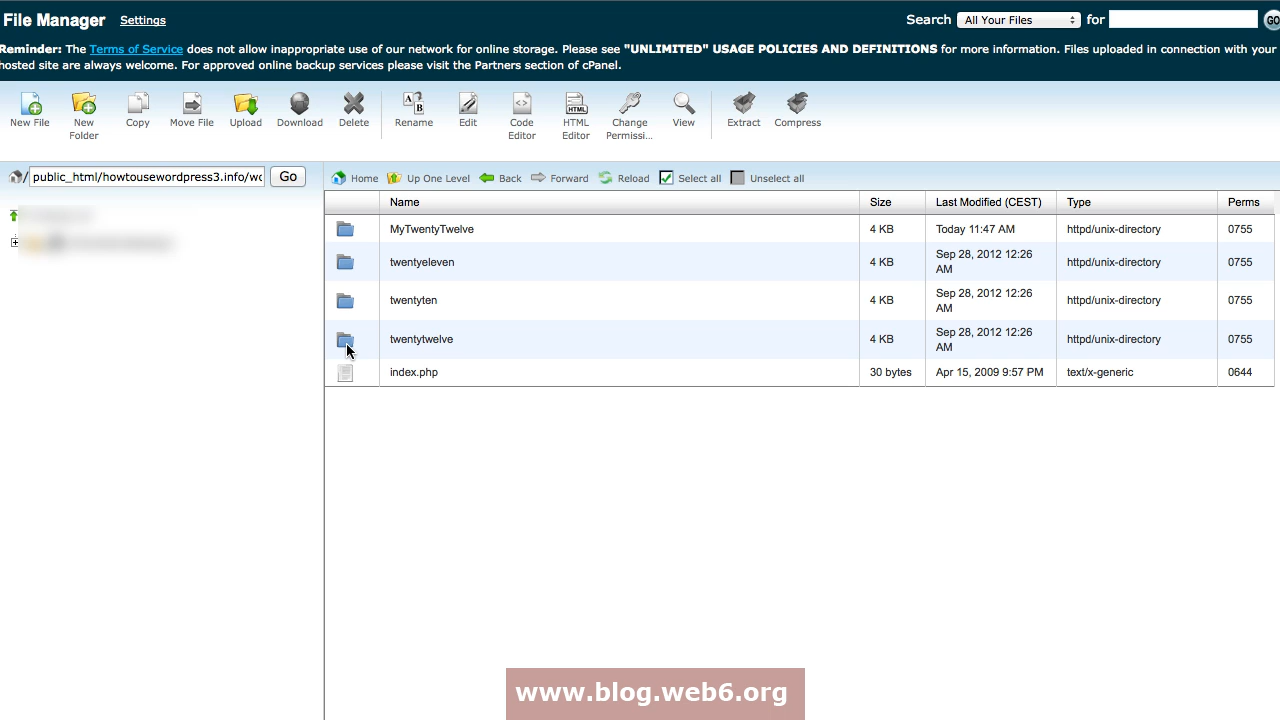 File Manager Settings Search All Your Files for GO
Reminder: The Terms of Service does not allow inappropriate use of our network for online storage. Please see "UNLIMITED" USAGE POLICIES AND DEFINITIONS for more information. Files uploaded in connection with your
hosted site are always welcome. For approved online backup services please visit the Partners section of cPanel.
New File New Folder Copy Move File Upload Download Delete Rename Edit Code Editor HTML Editor Change Permissi... View Extract Compress
/ public_html/howtousewordpress3.info/wc Go
Home Up One Level Back Forward Reload Select all Unselect all
Name Size Last Modified (CEST) Type Perms
MyTwentyTwelve 4 KB Today 11:47 AM httpd/unix-directory 0755
twentyeleven 4 KB Sep 28, 2012 12:26 AM httpd/unix-directory 0755
twentyten 4 KB Sep 28, 2012 12:26 AM httpd/unix-directory 0755
twentytwelve 4 KB Sep 28, 2012 12:26 AM httpd/unix-directory 0755
index.php 30 bytes Apr 15, 2009 9:57 PM text/x-generic 0644
www.blog.web6.org